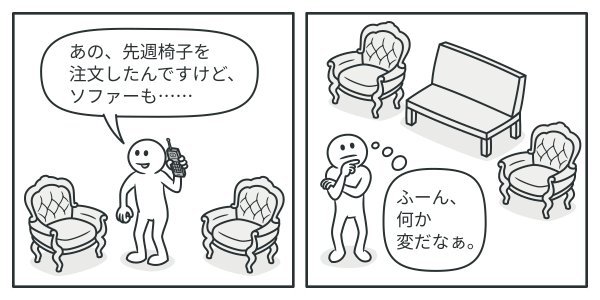 あの、先週椅子を
注文したんですけど、
ソファーも……
ふーん、
何か
変だなぁ。